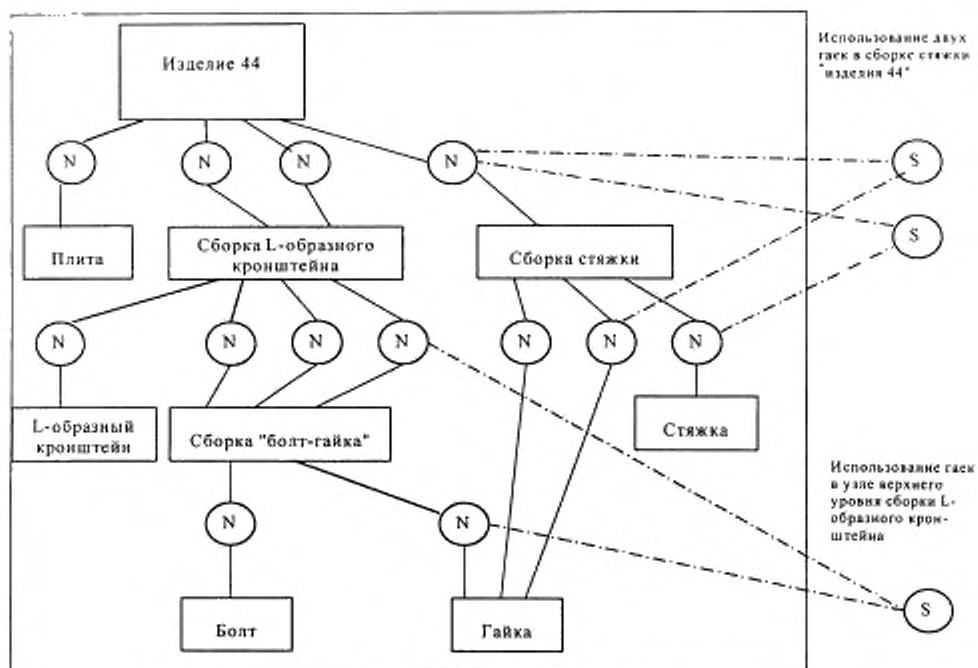 Изделие 44
Использование двух
гаек в сборке стяжки
"изделия 44"
N
N
N
N
S
S
Плита
Сборка L-образного
кронштейна
Сборка стяжки
N
N
N
N
N
N
N
L-образный
кронштейн
Сборка "болт-гайка"
Стяжка
Использование гаек
в узле верхнего
уровня сборки L-
образного крон-
штейна
N
N
S
Болт
Гайка